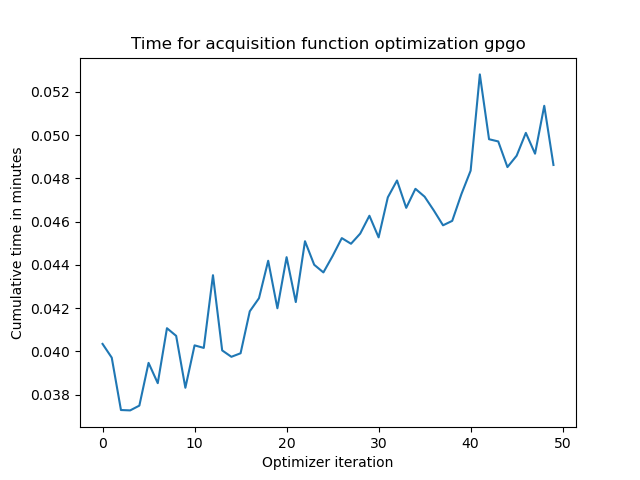 Time for acquisition function optimization gpgo
0.052
0.050
0.048
0.046
0.044
0.042
0.040
0.038
Cumulative time in minutes
0 10 20 30 40 50
Optimizer iteration